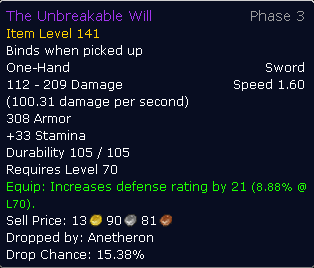 The Unbreakable Will Phase 3
Item Level 141
Binds when picked up
One-Hand Sword
112 - 209 Damage Speed 1.60
(100.31 damage per second)
308 Armor
+33 Stamina
Durability 105 / 105
Requires Level 70
Equip: Increases defense rating by 21 (8.88% @
L70).
Sell Price: 13 90 81
Dropped by: Anetheron
Drop Chance: 15.38%